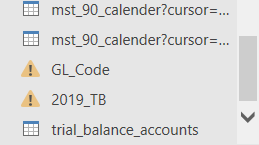 mst_90_calender?cursor=...
mst_90_calender?cursor=...
GL_Code
2019_TB
trial_balance_accounts